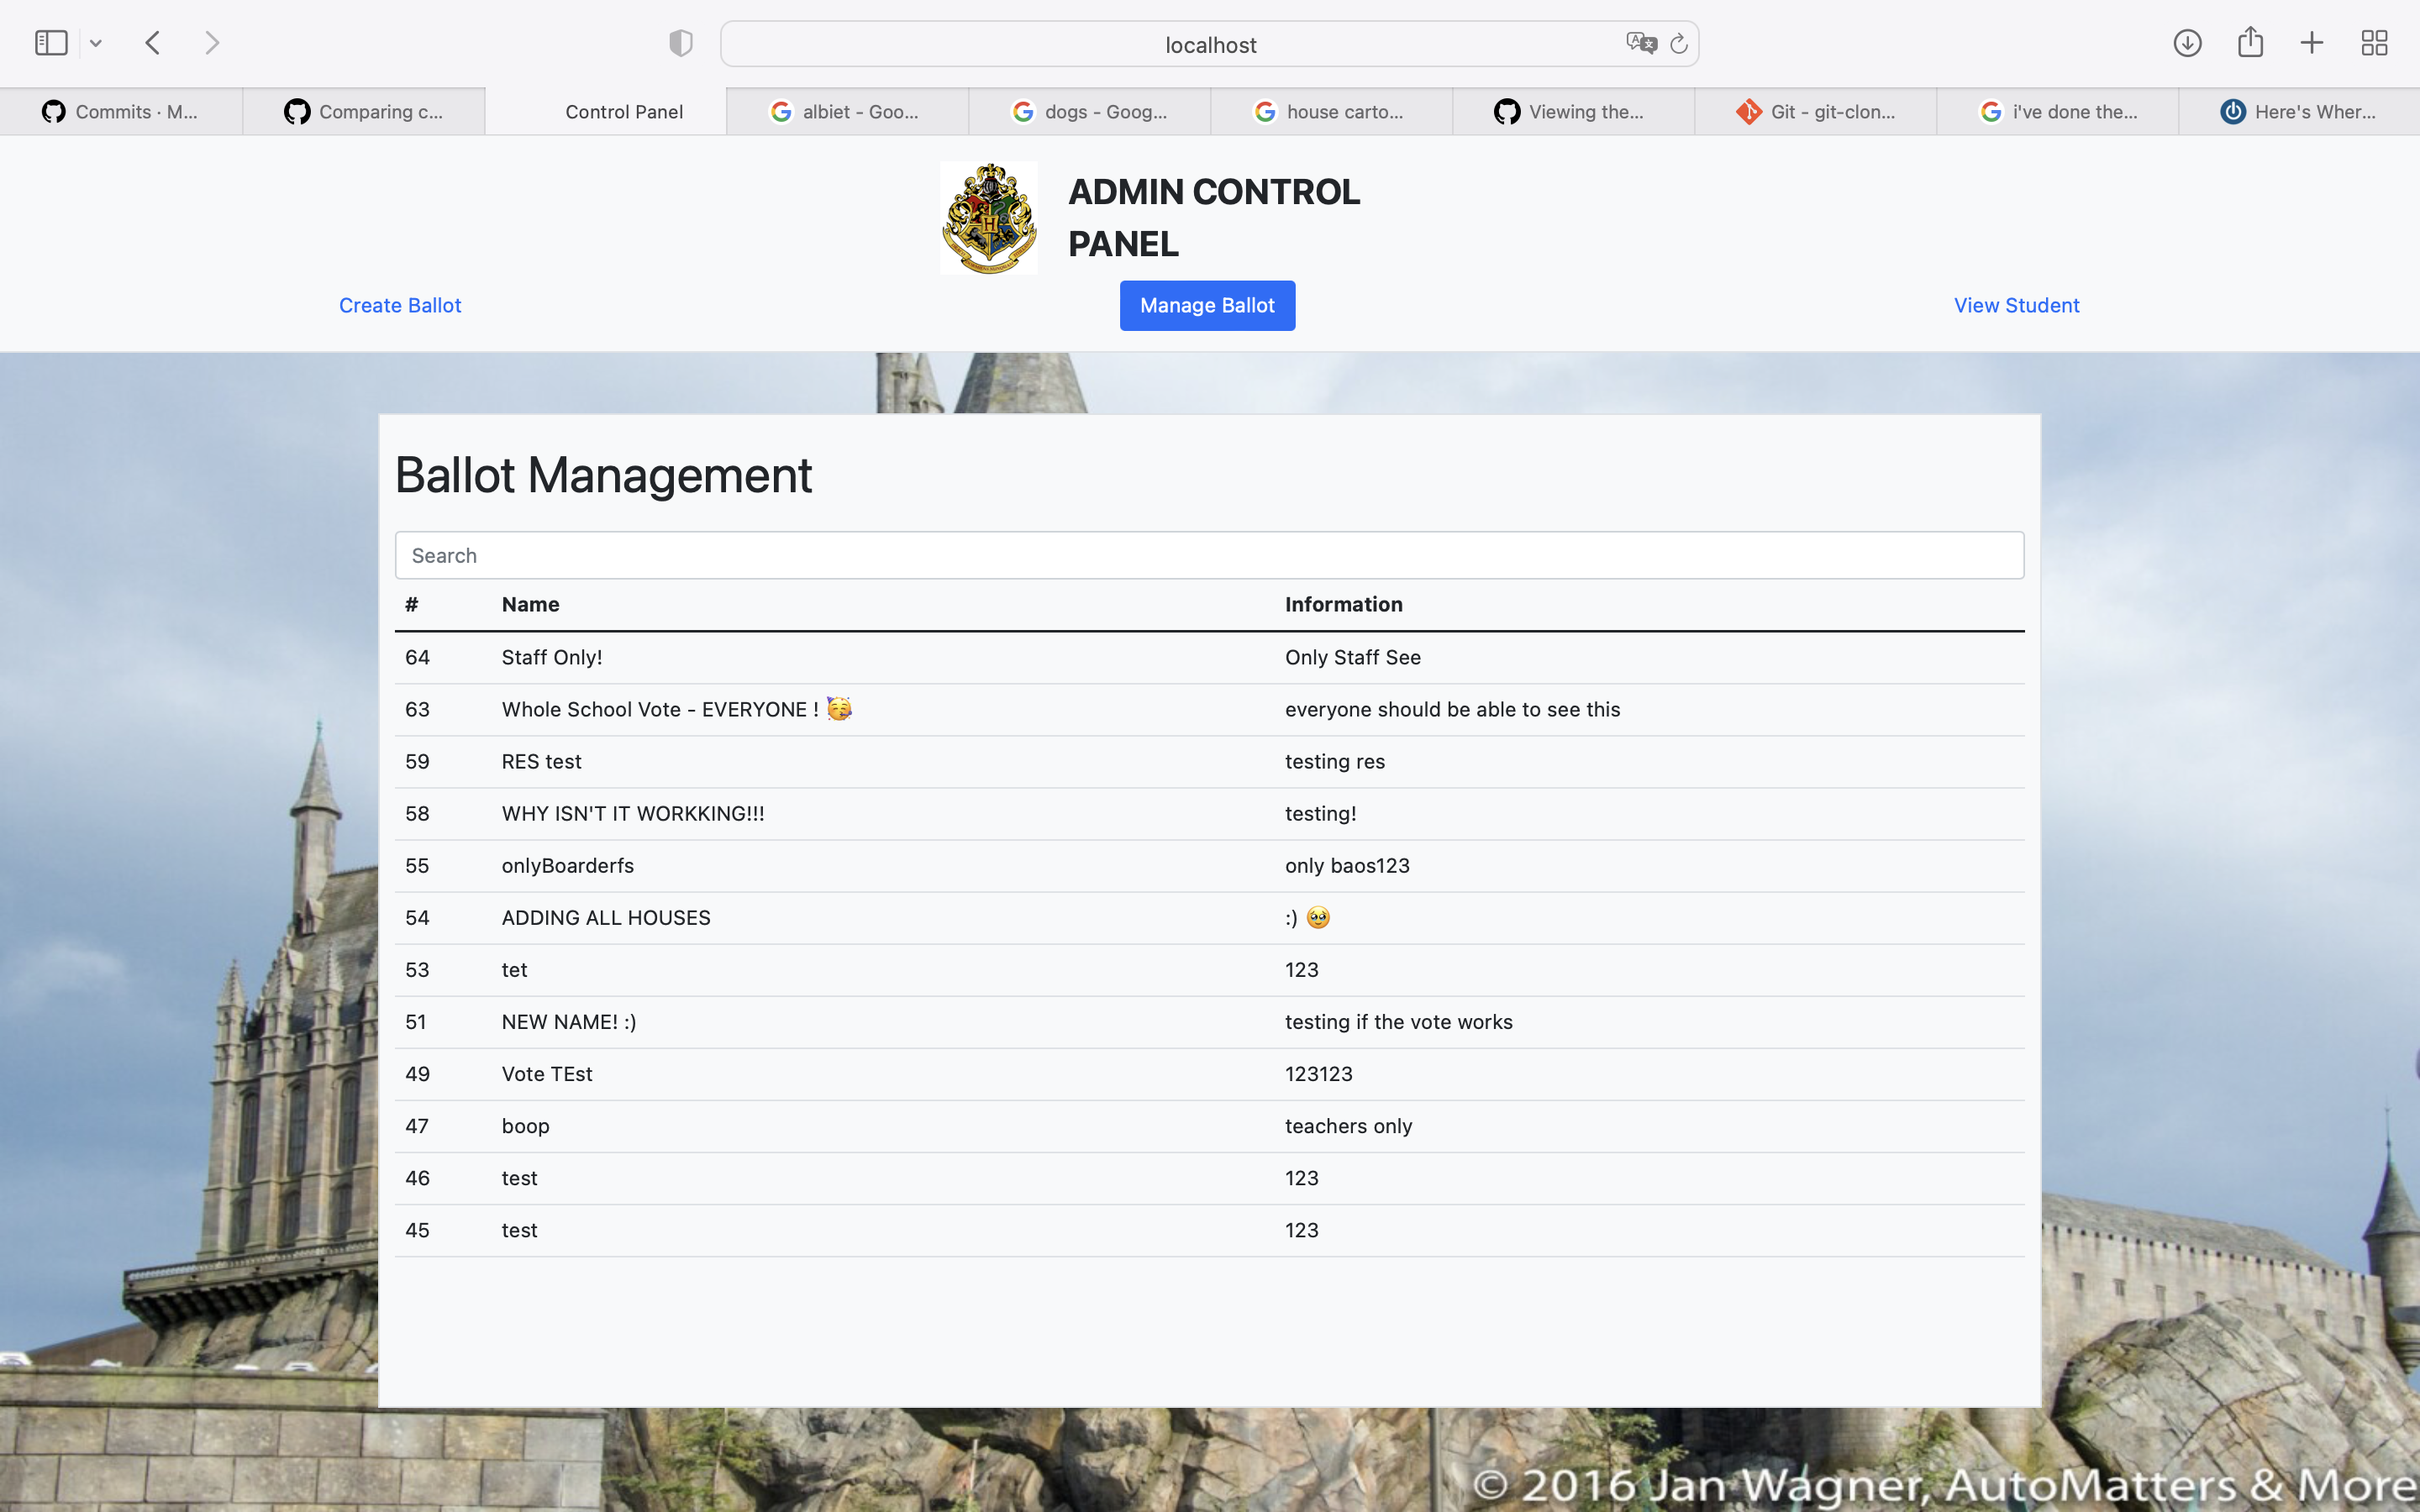 localhost
Commits · M...
Comparing c...
Control Panel
albiet - Goo...
dogs - Goog...
house carto...
Viewing the...
Git - git-clon...
i've done the...
Here's Wher...
ADMIN CONTROL
PANEL
Create Ballot
Manage Ballot
View Student
Ballot Management
Search
# Name Information
64 Staff Only! Only Staff See
63 Whole School Vote - EVERYONE ! 🥳 everyone should be able to see this
59 RES test testing res
58 WHY ISN'T IT WORKKING!!! testing!
55 onlyBoarderfs only baos123
54 ADDING ALL HOUSES :) 🥹
53 tet 123
51 NEW NAME! :) testing if the vote works
49 Vote TEst 123123
47 boop teachers only
46 test 123
45 test 123
© 2016 Jan Wagner, AutoMatters & More